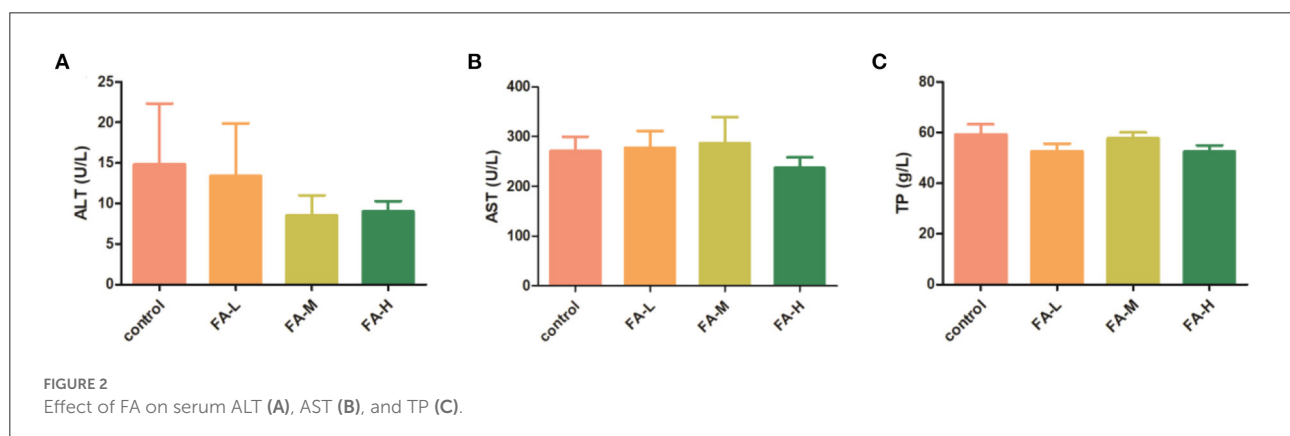 A
25
20
15
10
5
0
ALT (U/L)
control
FA-L
FA-M
FA-H
B
400
300
200
100
0
AST (U/L)
control
FA-L
FA-M
FA-H
C
80
60
40
20
0
TP (g/L)
control
FA-L
FA-M
FA-H
FIGURE 2
Effect of FA on serum ALT (A), AST (B), and TP (C).